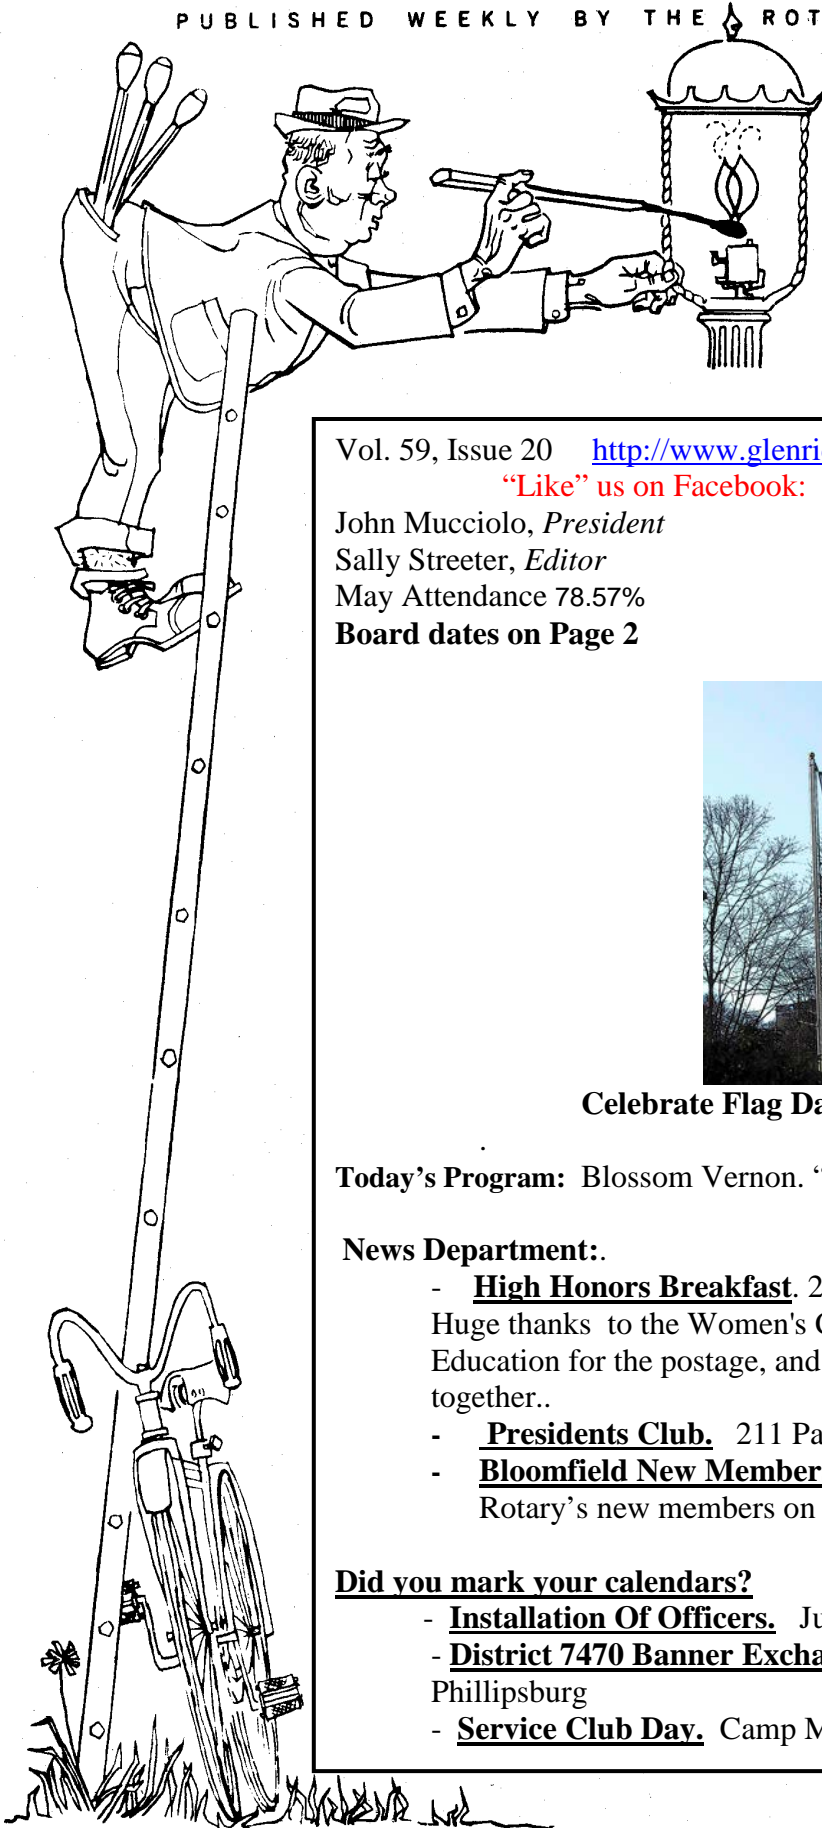 PUBLISHED WEEKLY BY THE ROT
Vol. 59, Issue 20 http://www.glenri
“Like” us on Facebook:
John Mucciolo, President
Sally Streeter, Editor
May Attendance 78.57%
Board dates on Page 2
Celebrate Flag Da
.
Today’s Program: Blossom Vernon. “
News Department:.
- High Honors Breakfast. 2
Huge thanks to the Women's C
Education for the postage, and
together..
- Presidents Club. 211 Pa
- Bloomfield New Member
Rotary’s new members on
Did you mark your calendars?
- Installation Of Officers. Ju
- District 7470 Banner Excha
Phillipsburg
- Service Club Day. Camp M